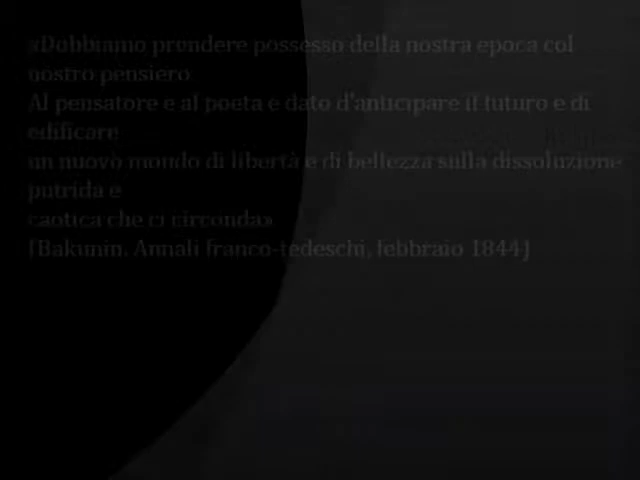 «Dobbiamo prendere possesso della nostra epoca col
nostro pensiero
Al pensatore e al poeta e dato d'anticipare il futuro e di
edificare
un nuovo mondo di libertà e di bellezza sulla dissoluzione
putrida e
caotica che ci circonda»
[Bakunin, Annali franco-tedeschi, febbraio 1844]